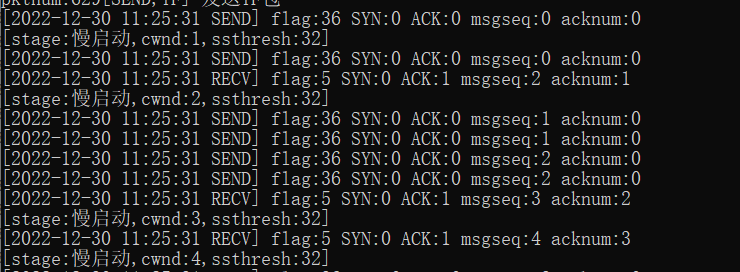 [2022-12-30 11:25:31 SEND] flag:36 SYN:0 ACK:0 msgseq:0 acknum:0
[stage:慢启动,cwnd:1,ssthresh:32]
[2022-12-30 11:25:31 SEND] flag:36 SYN:0 ACK:0 msgseq:0 acknum:0
[2022-12-30 11:25:31 RECV] flag:5 SYN:0 ACK:1 msgseq:2 acknum:1
[stage:慢启动,cwnd:2,ssthresh:32]
[2022-12-30 11:25:31 SEND] flag:36 SYN:0 ACK:0 msgseq:1 acknum:0
[2022-12-30 11:25:31 SEND] flag:36 SYN:0 ACK:0 msgseq:1 acknum:0
[2022-12-30 11:25:31 SEND] flag:36 SYN:0 ACK:0 msgseq:2 acknum:0
[2022-12-30 11:25:31 SEND] flag:36 SYN:0 ACK:0 msgseq:2 acknum:0
[2022-12-30 11:25:31 RECV] flag:5 SYN:0 ACK:1 msgseq:3 acknum:2
[stage:慢启动,cwnd:3,ssthresh:32]
[2022-12-30 11:25:31 RECV] flag:5 SYN:0 ACK:1 msgseq:4 acknum:3
[stage:慢启动,cwnd:4,ssthresh:32]